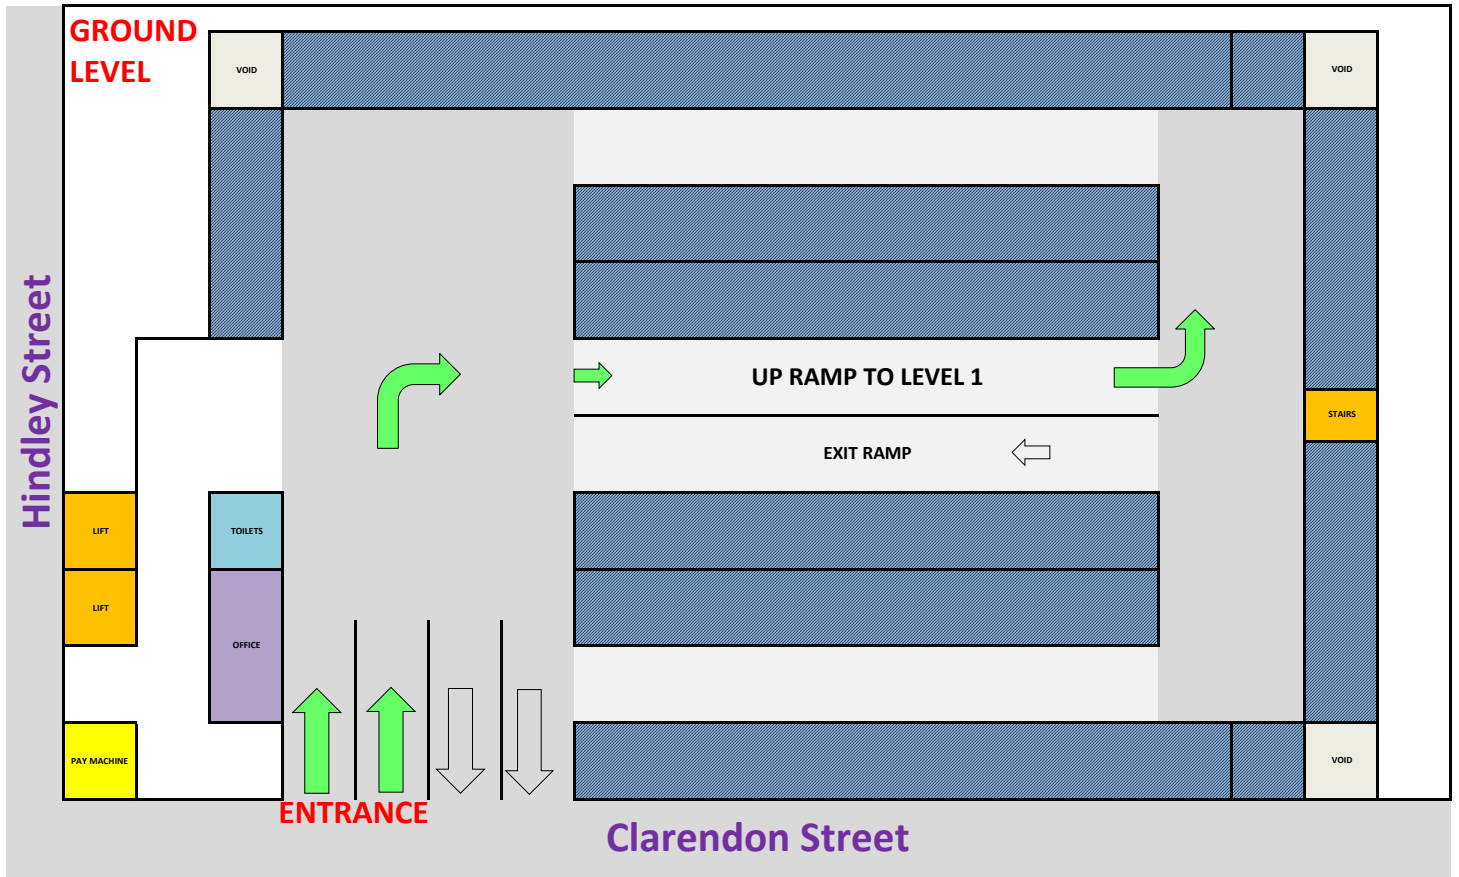 GROUND
LEVEL
VOID
VOID
Hindley Street
UP RAMP TO LEVEL 1
STAIRS
EXIT RAMP
LIFT
TOILETS
LIFT
OFFICE
PAY MACHINE
VOID
ENTRANCE
Clarendon Street